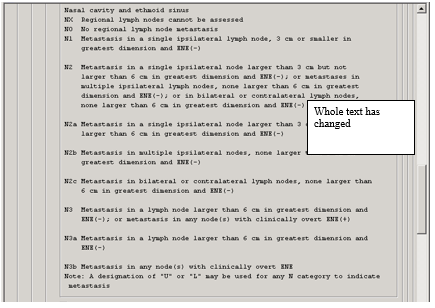 Nasal cavity and ethmoid sinus
NX Regional lymph nodes cannot be assessed
N0 No regional lymph node metastasis
N1 Metastasis in a single ipsilateral lymph node, 3 cm or smaller in
greatest dimension and ENE(-)
N2 Metastasis in a single ipsilateral node larger than 3 cm but not
larger than 6 cm in greatest dimension and ENE(-); or metastases in
multiple ipsilateral lymph nodes, none larger than 6 cm in greatest
dimension and ENE(-); or in bilateral or contralateral lymph nodes,
none larger than 6 cm in greatest dimension and ENE(-)
Whole text has
changed
N2a Metastasis in a single ipsilateral node larger than 3
larger than 6 cm in greatest dimension and ENE(-)
N2b Metastasis in multiple ipsilateral nodes, none larger
greatest dimension and ENE(-)
N2c Metastasis in bilateral or contralateral lymph nodes, none larger than
6 cm in greatest dimension and ENE(-)
N3 Metastasis in a lymph node larger than 6 cm in greatest dimension and
ENE(-); or metastasis in any node(s) with clinically overt ENE(+)
N3a Metastasis in a lymph node larger than 6 cm in greatest dimension and
ENE(-)
N3b Metastasis in any node(s) with clinically overt ENE
Note: A designation of "U" or "L" may be used for any N category to indicate
metastasis